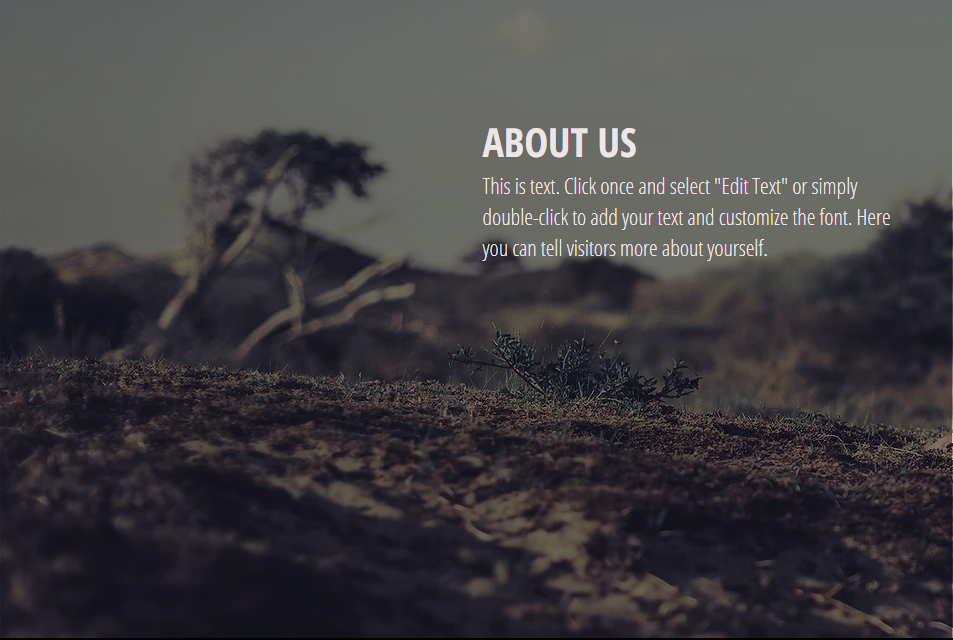 ABOUT US
This is text. Click once and select "Edit Text" or simply
double-click to add your text and customize the font. Here
you can tell visitors more about yourself.